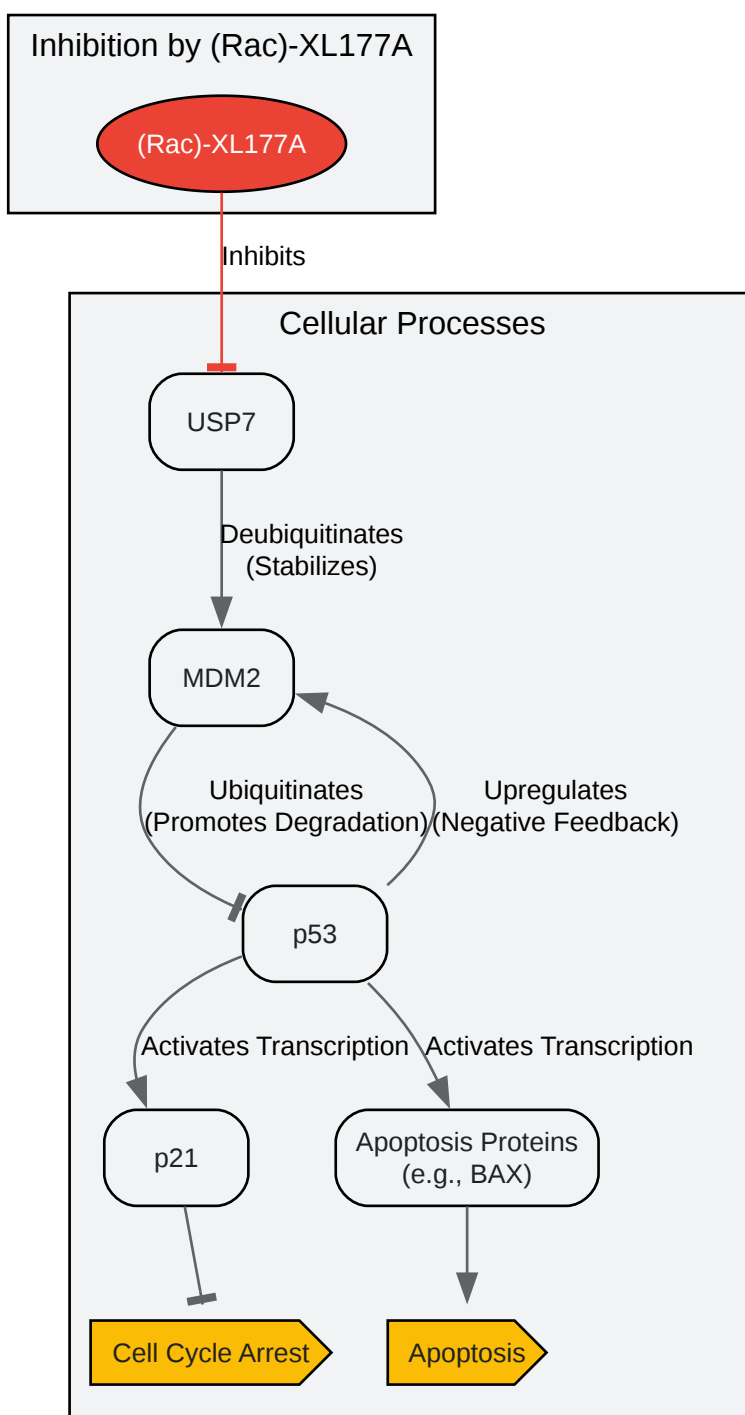 Inhibition by (Rac)-XL177A
(Rac)-XL177A
Inhibits
Cellular Processes
USP7
Deubiquitinates
(Stabilizes)
MDM2
Ubiquitinates
(Promotes Degradation)
Upregulates
(Negative Feedback)
p53
Activates Transcription
Activates Transcription
p21
Apoptosis Proteins
(e.g., BAX)
Cell Cycle Arrest
Apoptosis